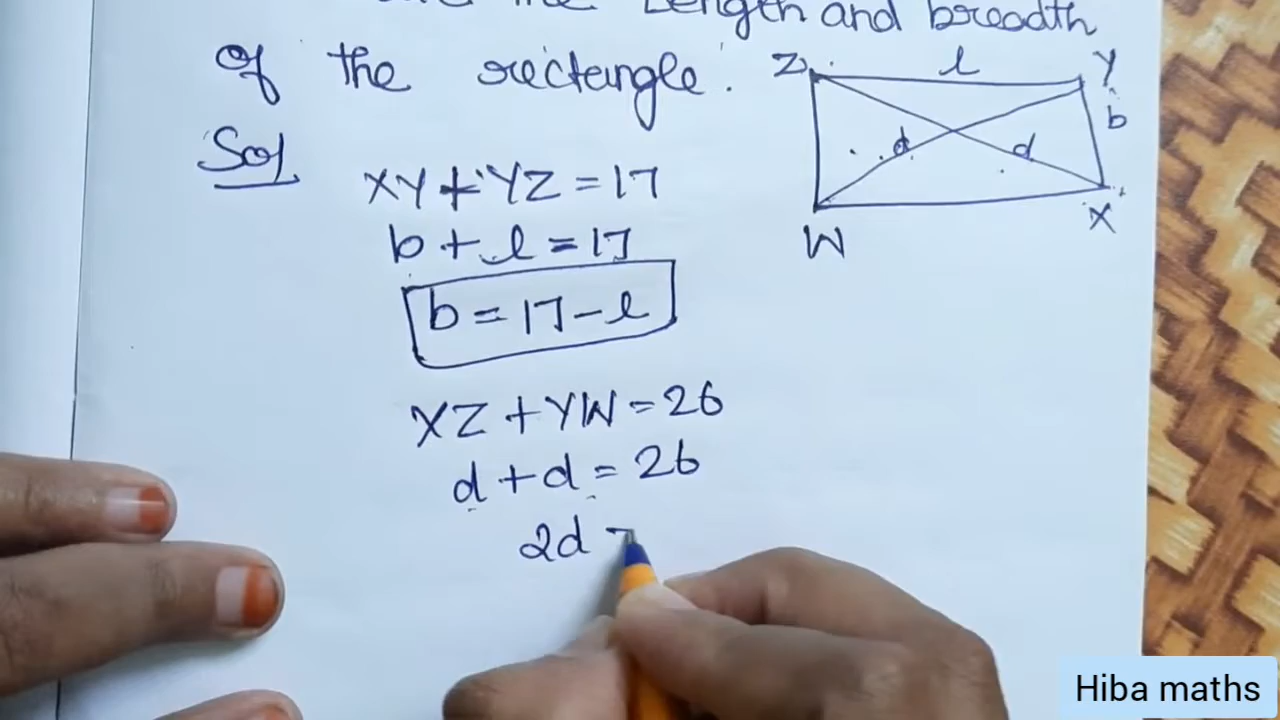 the Length and breadth
of the rectangle.
Sol
XY + YZ = 17
b + l = 17
b = 17 - l
XZ + YW = 26
d + d = 26
2d =
Z l Y
b
d d
W X
Hiba maths